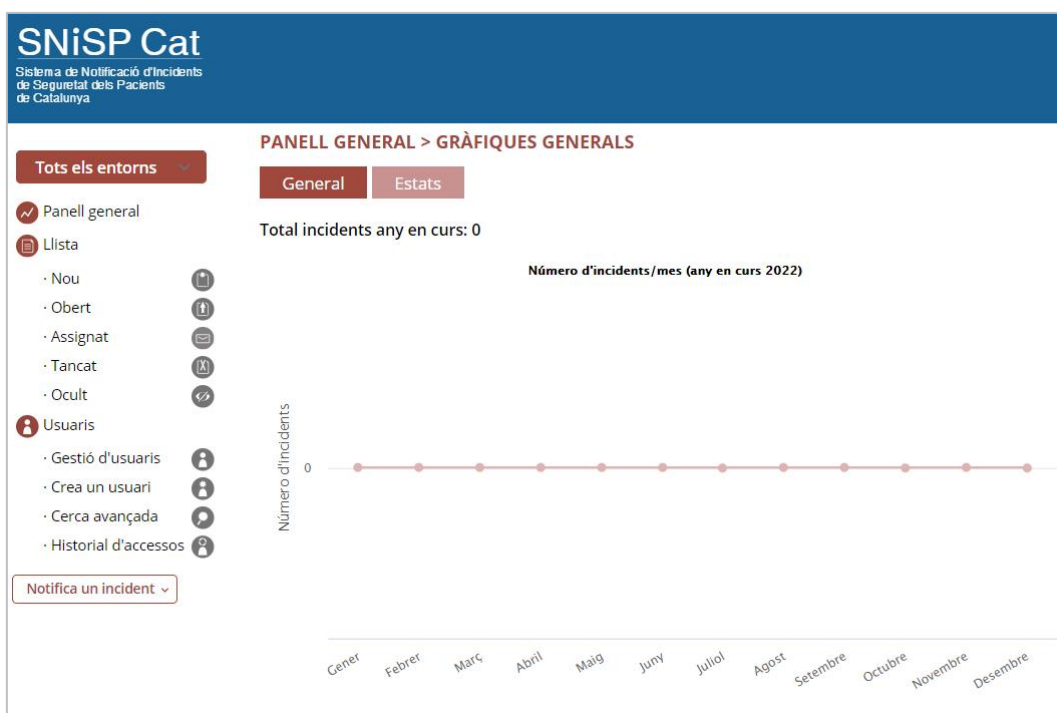 SNiSP Cat
Sistema de Notificació d'Incidents
de Seguretat dels Pacients
de Catalunya
Tots els entorns
Panell general
Llista
· Nou
· Obert
· Assignat
· Tancat
· Ocult
Usuaris
· Gestió d'usuaris
· Crea un usuari
· Cerca avançada
· Historial d'accessos
Notifica un incident
PANELL GENERAL > GRÀFIQUES GENERALS
General
Estats
Total incidents any en curs: 0
Número d'incidents/mes (any en curs 2022)
Número d'Incidents
0
Gener
Febrer
Març
Abril
Maig
Juny
Juliol
Agost
Setembre
Octubre
Novembre
Desembre